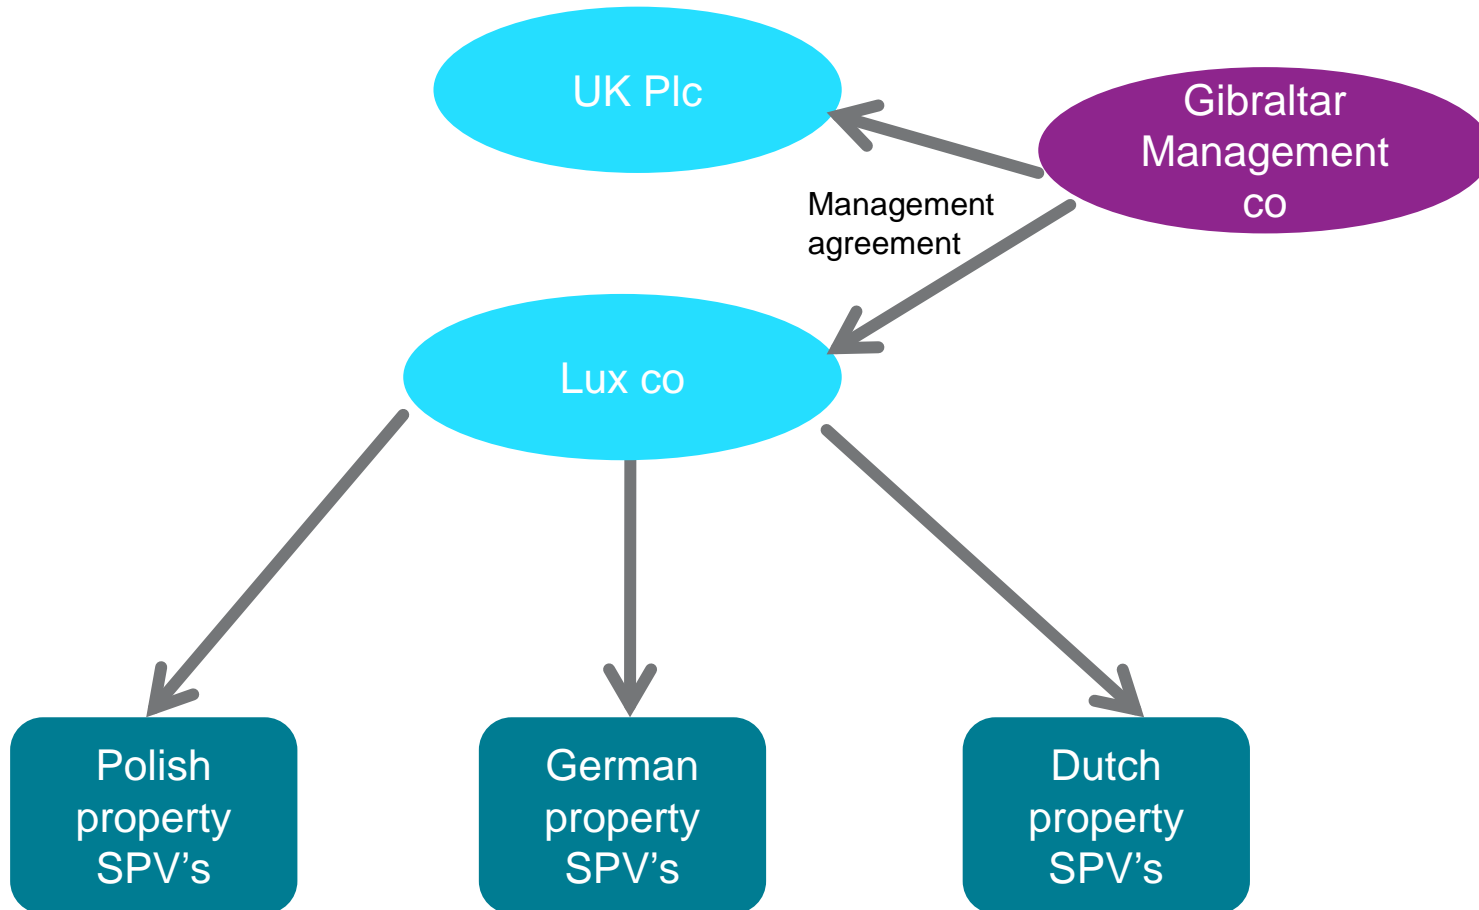 UK Plc
Gibraltar
Management
co
Management
agreement
Lux co
Polish
property
SPV’s
German
property
SPV’s
Dutch
property
SPV’s